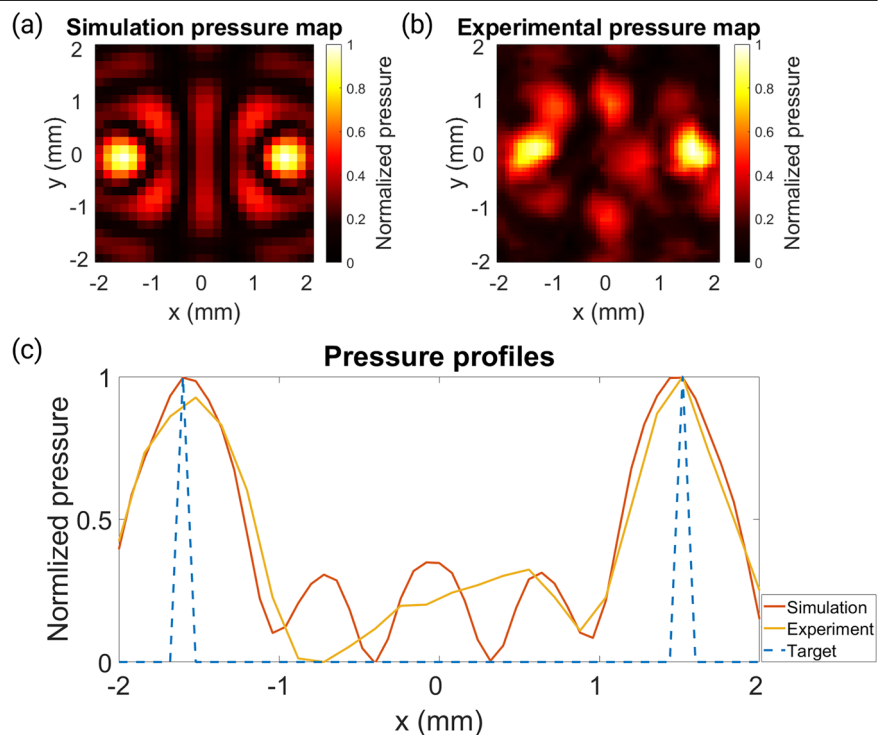 (a) Simulation pressure map
2
1
0
-1
-2
y (mm)
-2 -1 0 1 2
x (mm)
1
0.8
0.6
0.4
0.2
0
Normalized pressure
(b) Experimental pressure map
2
1
0
-1
-2
y (mm)
-2 -1 0 1 2
x (mm)
1
0.8
0.6
0.4
0.2
0
Normalized pressure
(c)
Pressure profiles
1
0.5
0
Normlized pressure
-2 -1 0 1 2
x (mm)
Simulation
Experiment
Target